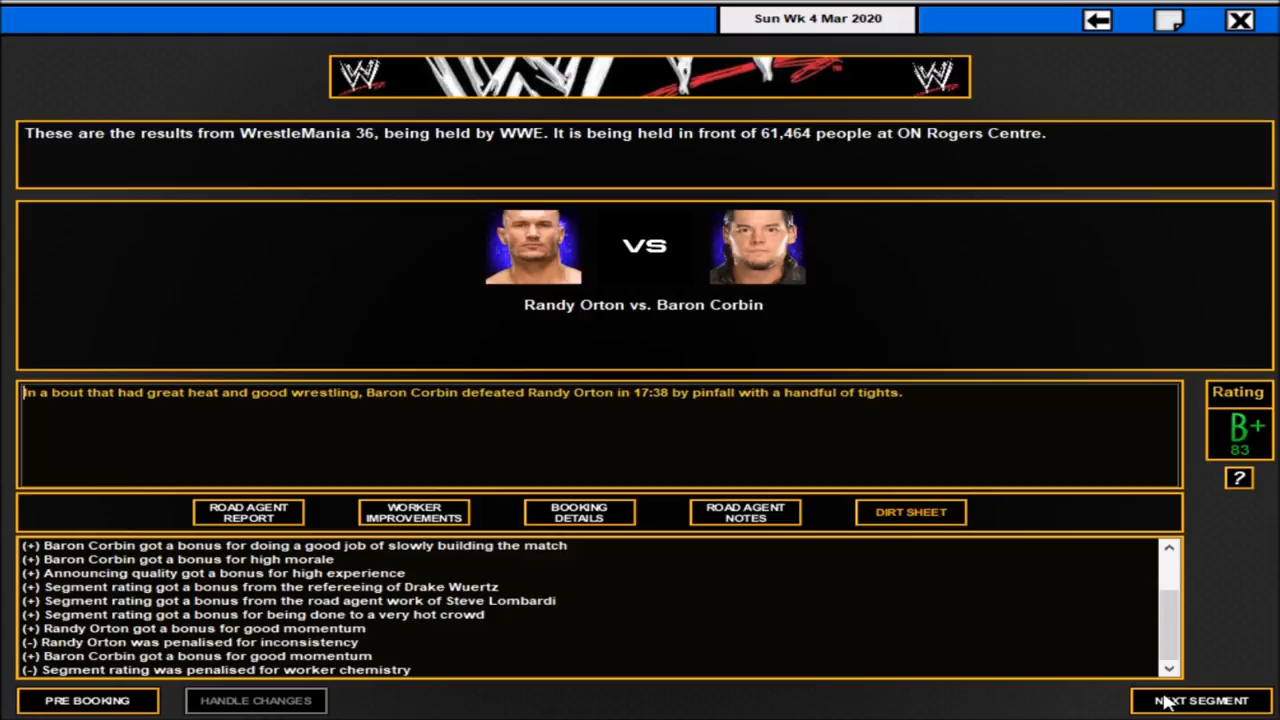 Sun Wk 4 Mar 2020
These are the results from WrestleMania 36, being held by WWE. It is being held in front of 61,464 people at ON Rogers Centre.
VS
Randy Orton vs. Baron Corbin
In a bout that had great heat and good wrestling, Baron Corbin defeated Randy Orton in 17:38 by pinfall with a handful of tights.
Rating
B+
83
?
ROAD AGENT REPORT
WORKER IMPROVEMENTS
BOOKING DETAILS
ROAD AGENT NOTES
DIRT SHEET
(+) Baron Corbin got a bonus for doing a good job of slowly building the match
(+) Baron Corbin got a bonus for high morale
(+) Announcing quality got a bonus for high experience
(+) Segment rating got a bonus from the refereeing of Drake Wuertz
(+) Segment rating got a bonus from the road agent work of Steve Lombardi
(+) Segment rating got a bonus for being done to a very hot crowd
(+) Randy Orton got a bonus for good momentum
(-) Randy Orton was penalised for inconsistency
(+) Baron Corbin got a bonus for good momentum
(-) Segment rating was penalised for worker chemistry
PRE BOOKING
HANDLE CHANGES
NEXT SEGMENT